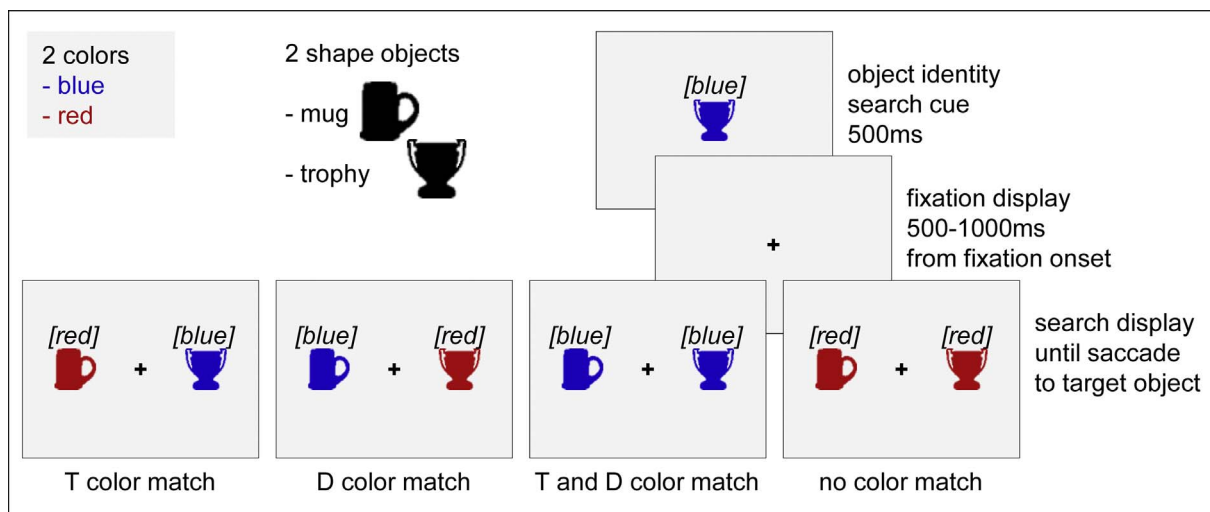 2 colors
- blue
- red
2 shape objects
- mug
- trophy
[blue]
object identity
search cue
500ms
fixation display
500-1000ms
from fixation onset
[red] [blue]
[blue] [red]
[blue] [blue]
[red] [red]
search display
until saccade
to target object
T color match
D color match
T and D color match
no color match